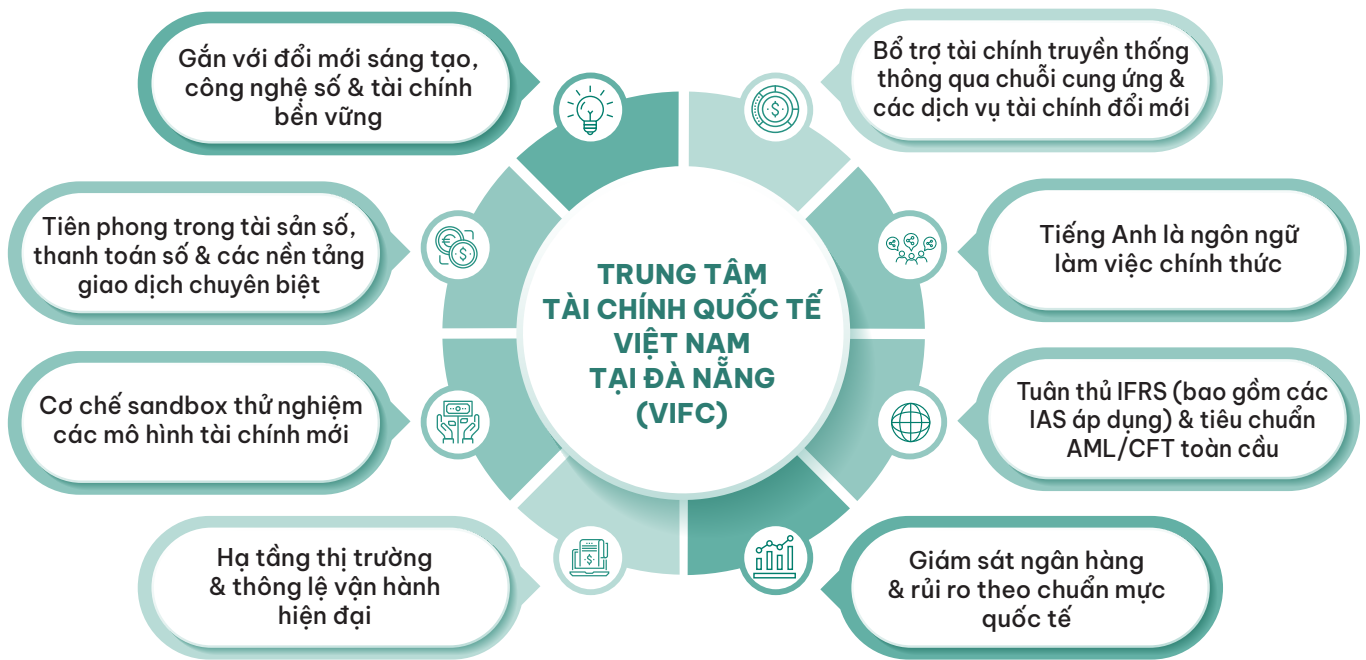 Gắn với đổi mới sáng tạo,
công nghệ số & tài chính
bền vững
Bổ trợ tài chính truyền thống
thông qua chuỗi cung ứng &
các dịch vụ tài chính đổi mới
Tiên phong trong tài sản số,
thanh toán số & các nền tảng
giao dịch chuyên biệt
Tiếng Anh là ngôn ngữ
làm việc chính thức
TRUNG TÂM
TÀI CHÍNH QUỐC TẾ
VIỆT NAM
TẠI ĐÀ NẴNG
(VIFC)
Cơ chế sandbox thử nghiệm
các mô hình tài chính mới
Tuân thủ IFRS (bao gồm các
IAS áp dụng) & tiêu chuẩn
AML/CFT toàn cầu
Hạ tầng thị trường
& thông lệ vận hành
hiện đại
Giám sát ngân hàng
& rủi ro theo chuẩn mực
quốc tế